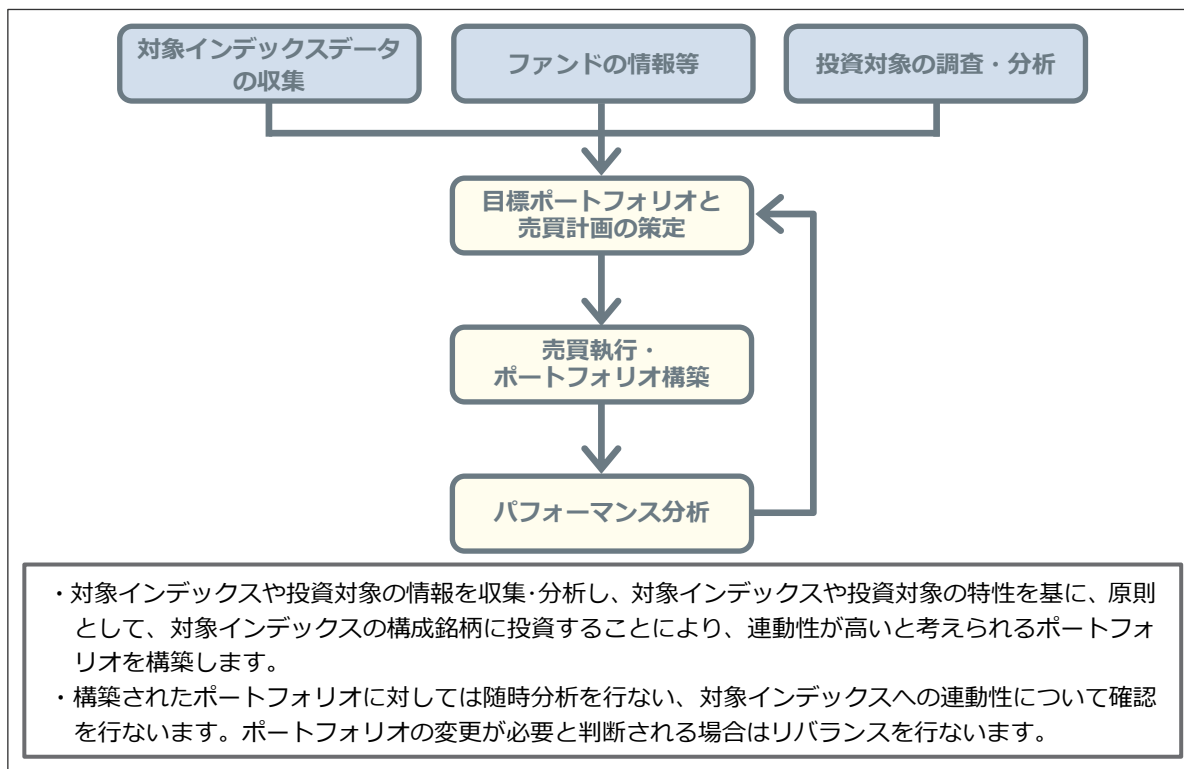 対象インデックスデータ
の収集
ファンドの情報等
投資対象の調査・分析
目標ポートフォリオと
売買計画の策定
売買執行・
ポートフォリオ構築
パフォーマンス分析
・対象インデックスや投資対象の情報を収集･分析し、対象インデックスや投資対象の特性を基に、原則
として、対象インデックスの構成銘柄に投資することにより、連動性が高いと考えられるポートフォ
リオを構築します。
・構築されたポートフォリオに対しては随時分析を行ない、対象インデックスへの連動性について確認
を行ないます。ポートフォリオの変更が必要と判断される場合はリバランスを行ないます。